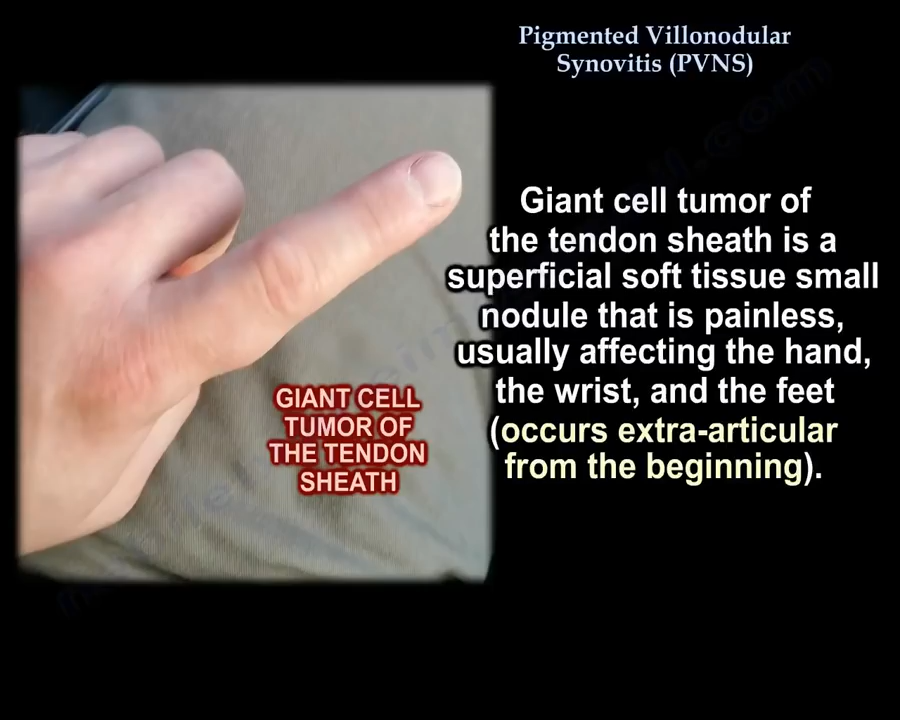 Pigmented Villonodular
Synovitis (PVNS)
Giant cell tumor of
the tendon sheath is a
superficial soft tissue small
nodule that is painless,
usually affecting the hand,
the wrist, and the feet
(occurs extra-articular
from the beginning).
GIANT CELL
TUMOR OF
THE TENDON
SHEATH